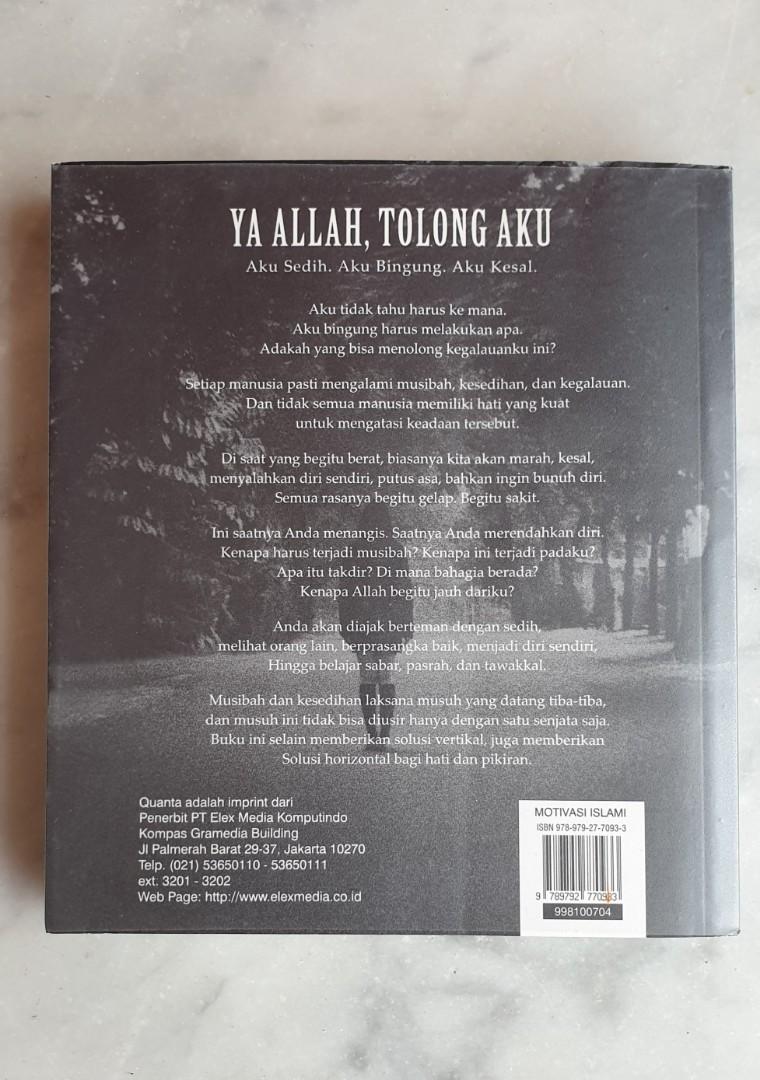 YA ALLAH, TOLONG AKU
Aku Sedih. Aku Bingung. Aku Kesal.
Aku tidak tahu harus ke mana.
Aku bingung harus melakukan apa.
Adakah yang bisa menolong kegalauanku ini?
Setiap manusia pasti mengalami musibah, kesedihan, dan kegalauan.
Dan tidak semua manusia memiliki hati yang kuat
untuk mengatasi keadaan tersebut.
Di saat yang begitu berat, biasanya kita akan marah, kesal,
menyalahkan diri sendiri, putus asa, bahkan ingin bunuh diri.
Semua rasanya begitu gelap. Begitu sakit.
Ini saatnya Anda menangis. Saatnya Anda merendahkan diri.
Kenapa harus terjadi musibah? Kenapa ini terjadi padaku?
Apa itu takdir? Di mana bahagia berada?
Kenapa Allah begitu jauh dariku?
Anda akan diajak berteman dengan sedih,
melihat orang lain, berprasangka baik, menjadi diri sendiri,
Hingga belajar sabar, pasrah, dan tawakkal.
Musibah dan kesedihan laksana musuh yang datang tiba-tiba,
dan musuh ini tidak bisa diusir hanya dengan satu senjata saja.
Buku ini selain memberikan solusi vertikal, juga memberikan
Solusi horizontal bagi hati dan pikiran.
Quanta adalah imprint dari
Penerbit PT Elex Media Komputindo
Kompas Gramedia Building
Jl Palmerah Barat 29-37, Jakarta 10270
Telp. (021) 53650110 - 53650111
ext. 3201 - 3202
Web Page: http://www.elexmedia.co.id
MOTIVASI ISLAMI
ISBN 978-979-27-7093-3
9 789792 770933
998100704